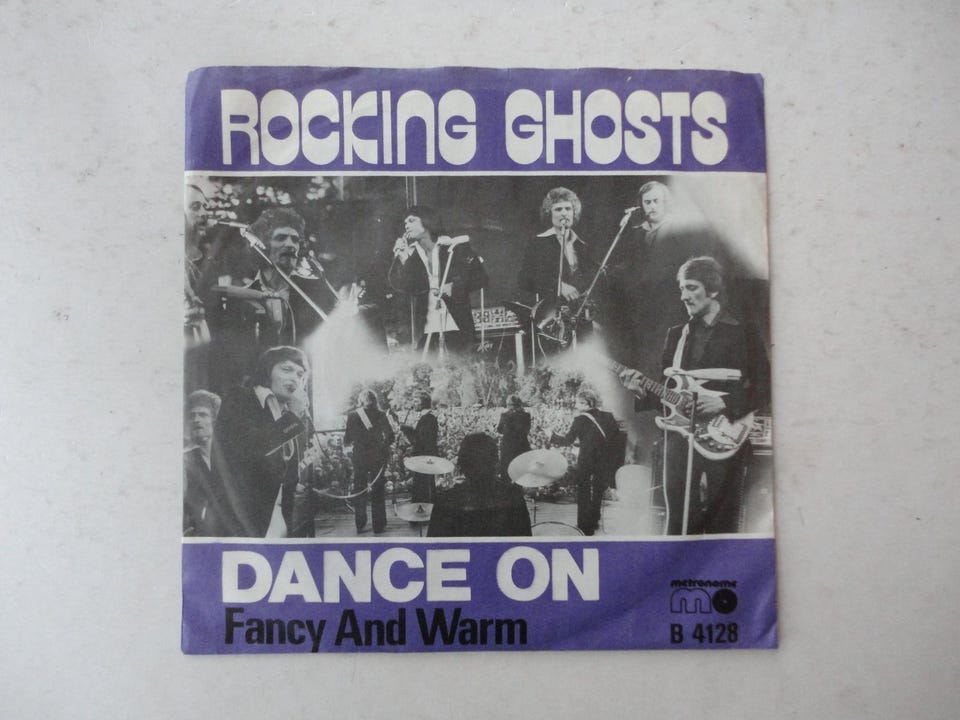 ROCKING GHOSTS
DANCE ON
Fancy And Warm
metronome
B 4128